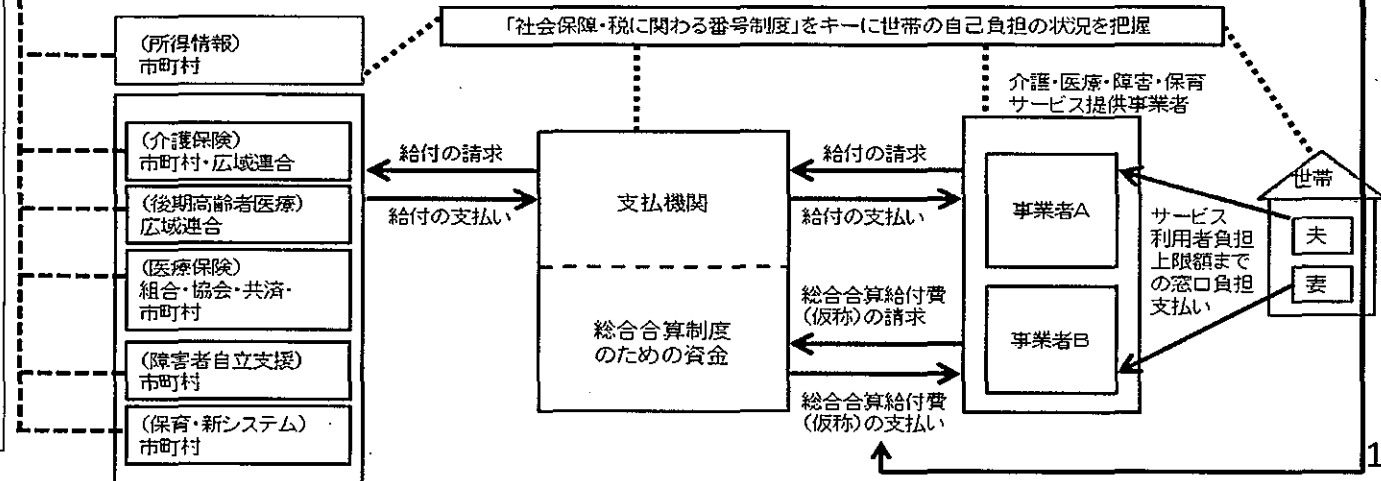 「社会保障・税に関わる番号制度」をキーに世帯の自己負担の状況を把握
(所得情報)
市町村
(介護保険)
市町村・広域連合
(後期高齢者医療)
広域連合
(医療保険)
組合・協会・共済・
市町村
(障害者自立支援)
市町村
(保育・新システム)
市町村
給付の請求
給付の支払い
支払機関
総合合算制度
のための資金
給付の請求
給付の支払い
総合合算給付費
(仮称)の請求
総合合算給付費
(仮称)の支払い
介護・医療・障害・保育
サービス提供事業者
事業者A
事業者B
サービス
利用者負担
上限額まで
の窓口負担
支払い
世帯
夫
妻
1